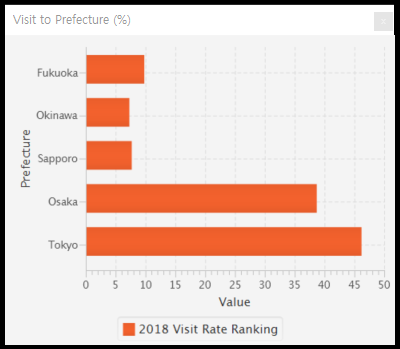 Visit to Prefecture (%)
x
Prefecture
Fukuoka
Okinawa
Sapporo
Osaka
Tokyo
0 5 10 15 20 25 30 35 40 45 50
Value
2018 Visit Rate Ranking